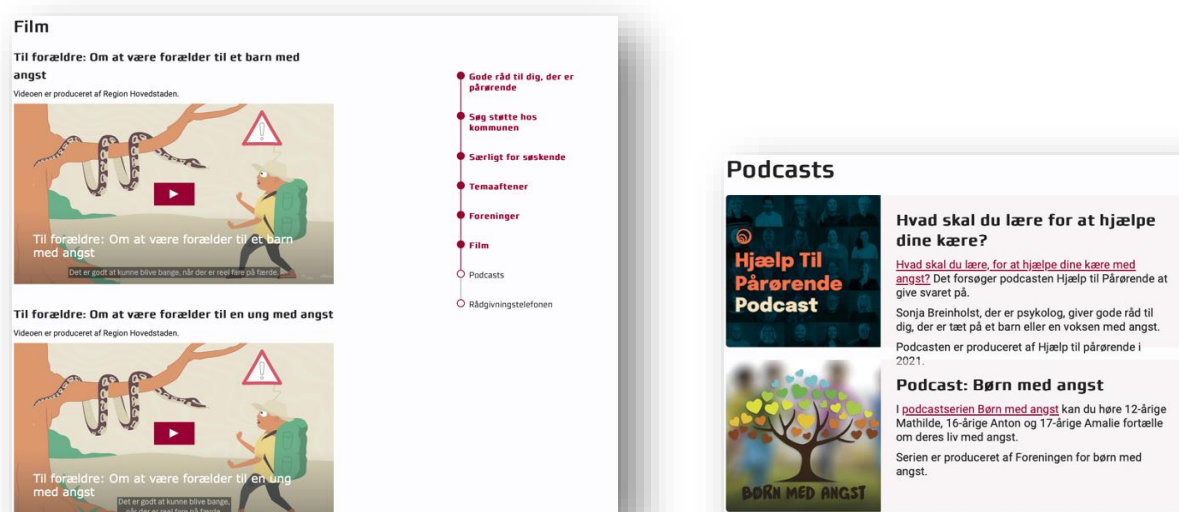 Film
Til forældre: Om at være forælder til et barn med
angst
Videoen er produceret af Region Hovedstaden.
Til forældre: Om at være forælder til et barn
med angst
Det er godt at kunne blive bange, når der er reel fare på færde,
Til forældre: Om at være forælder til en ung med angst
Videoen er produceret af Region Hovedstaden.
Til forældre: Om at være forælder til en ung
med angst
Det er godt at kunne blive bange,
når der er reel fare på færde,
Gode råd til dig, der er
pårørende
Søg støtte hos
kommunen
Særligt for søskende
Temaaftener
Foreninger
Film
Podcasts
Rådgivningstelefonen
Podcasts
Hjælp Til
Pårørende
Podcast
Hvad skal du lære for at hjælpe
dine kære?
Hvad skal du lære, for at hjælpe dine kære med
angst? Det forsøger podcasten Hjælp til Pårørende at
give svaret på.
Sonja Breinholst, der er psykolog, giver gode råd til
dig, der er tæt på et barn eller en voksen med angst.
Podcasten er produceret af Hjælp til pårørende i
2021.
BØRN MED ANGST
Podcast: Børn med angst
I podcastserien Børn med angst kan du høre 12-årige
Mathilde, 16-årige Anton og 17-årige Amalie fortælle
om deres liv med angst.
Serien er produceret af Foreningen for børn med
angst.